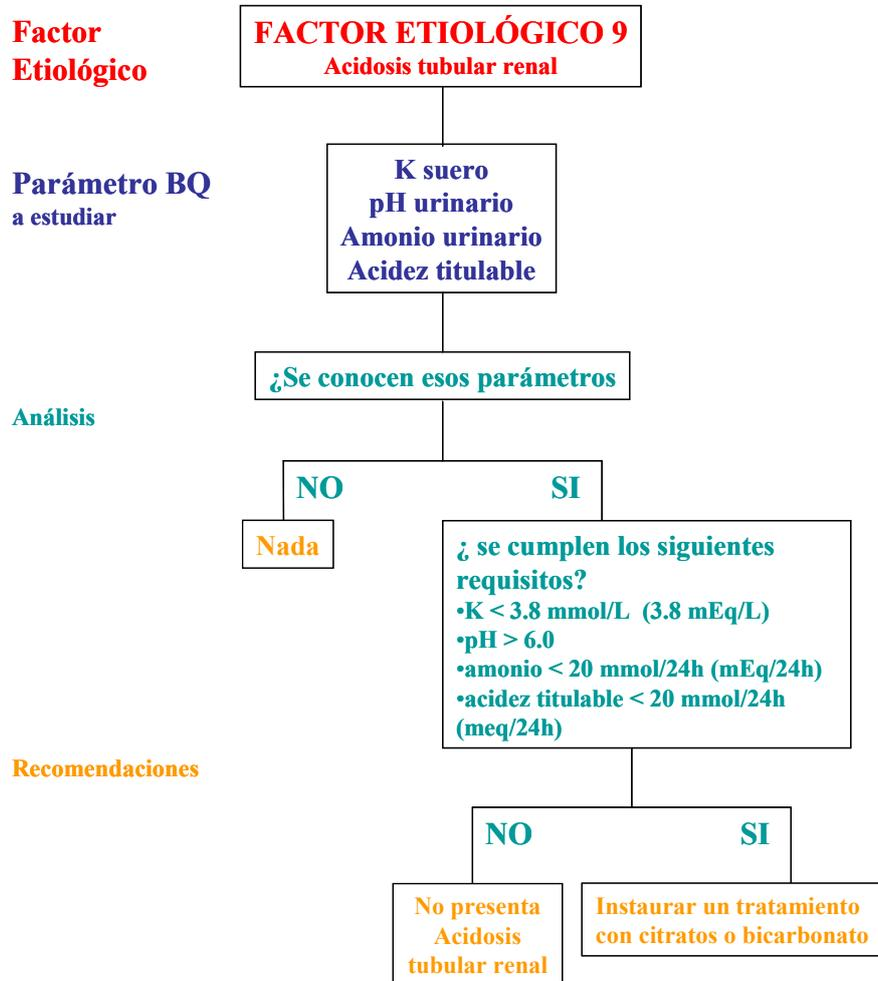 Factor
Etiológico
FACTOR ETIOLÓGICO 9
Acidosis tubular renal
Parámetro BQ
a estudiar
K suero
pH urinario
Amonio urinario
Acidez titulable
¿Se conocen esos parámetros
Análisis
NO
SI
Nada
¿ se cumplen los siguientes
requisitos?
•K < 3.8 mmol/L (3.8 mEq/L)
•pH > 6.0
•amonio < 20 mmol/24h (mEq/24h)
•acidez titulable < 20 mmol/24h
(meq/24h)
Recomendaciones
NO
SI
No presenta
Acidosis
tubular renal
Instaurar un tratamiento
con citratos o bicarbonato